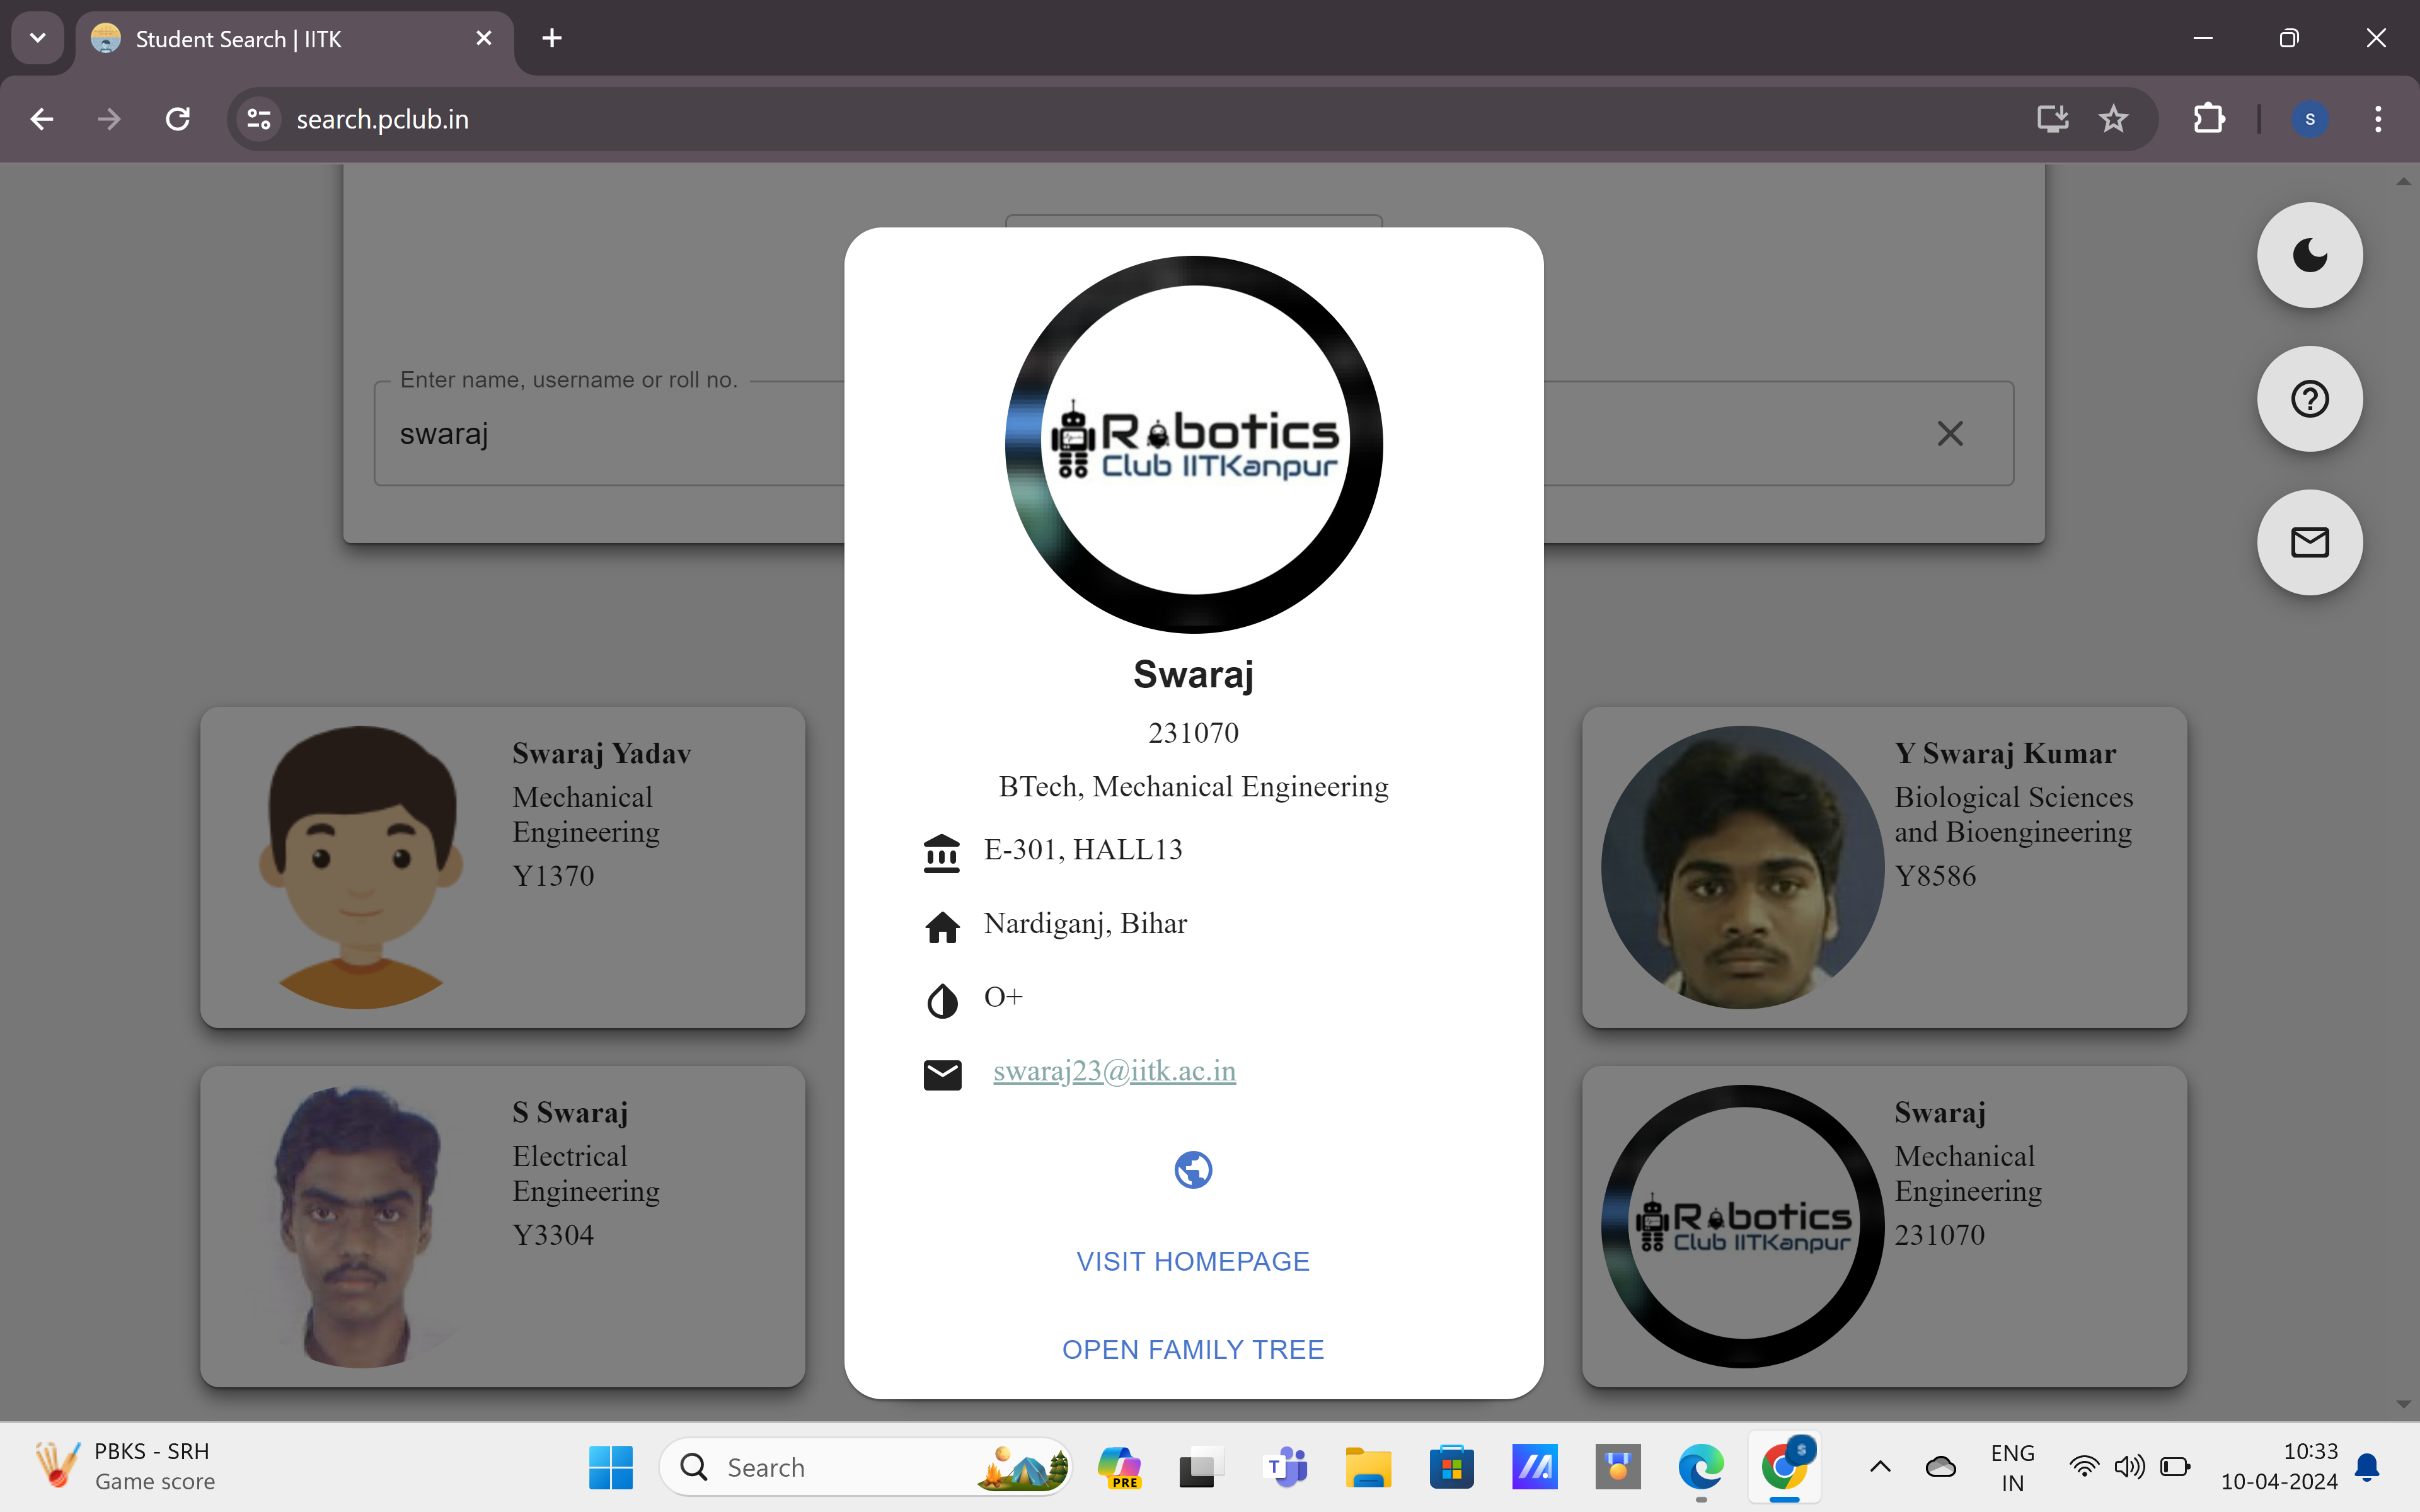 Student Search | IITK
search.pclub.in
Enter name, username or roll no.
swaraj
Robotics
Club IITKanpur
Swaraj
231070
BTech, Mechanical Engineering
E-301, HALL13
Nardiganj, Bihar
O+
swaraj23@iitk.ac.in
VISIT HOMEPAGE
OPEN FAMILY TREE
Swaraj Yadav
Mechanical
Engineering
Y1370
Y Swaraj Kumar
Biological Sciences
and Bioengineering
Y8586
S Swaraj
Electrical
Engineering
Y3304
Robotics
Club IITKanpur
Swaraj
Mechanical
Engineering
231070
PBKS - SRH
Game score
Search
PRE
T
ENG
IN
10:33
10-04-2024
S